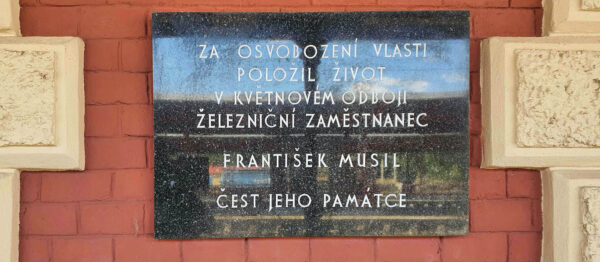 ZA OSVOBOZENÍ VLASTI
POLOŽIL ŽIVOT
V KVĚTNOVÉM ODBOJI
ŽELEZNIČNÍ ZAMĚSTNANEC
FRANTIŠEK MUSIL
ČEST JEHO PAMÁTCE